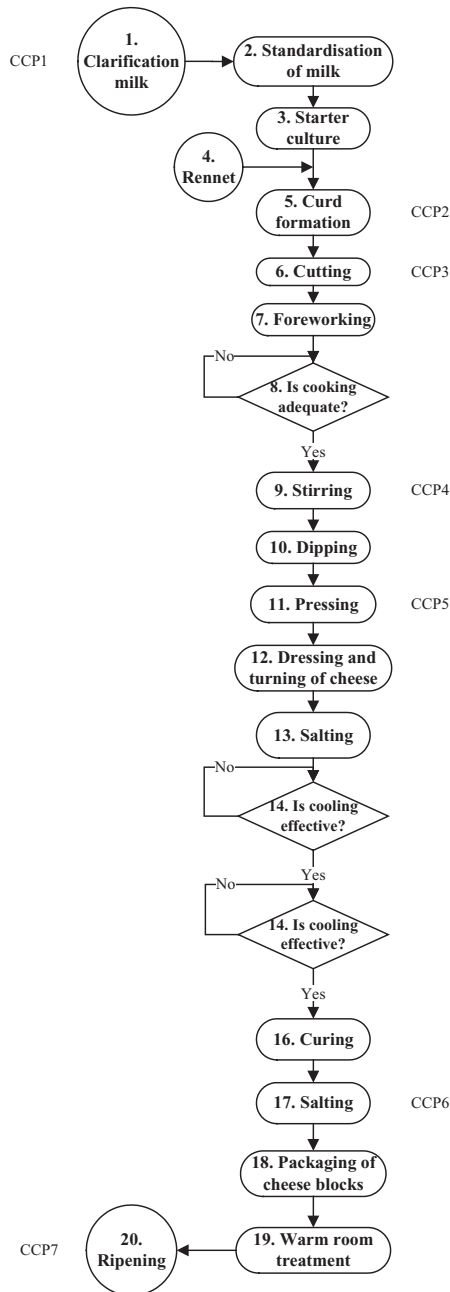 CCP1
1.
Clarification
milk
2. Standardisation
of milk
3. Starter
culture
4.
Rennet
5. Curd
formation
CCP2
6. Cutting
CCP3
7. Foreworking
No
8. Is cooking
adequate?
Yes
9. Stirring
CCP4
10. Dipping
11. Pressing
CCP5
12. Dressing and
turning of cheese
13. Salting
No
14. Is cooling
effective?
Yes
No
14. Is cooling
effective?
Yes
16. Curing
17. Salting
CCP6
18. Packaging of
cheese blocks
CCP7
20.
Ripening
19. Warm room
treatment